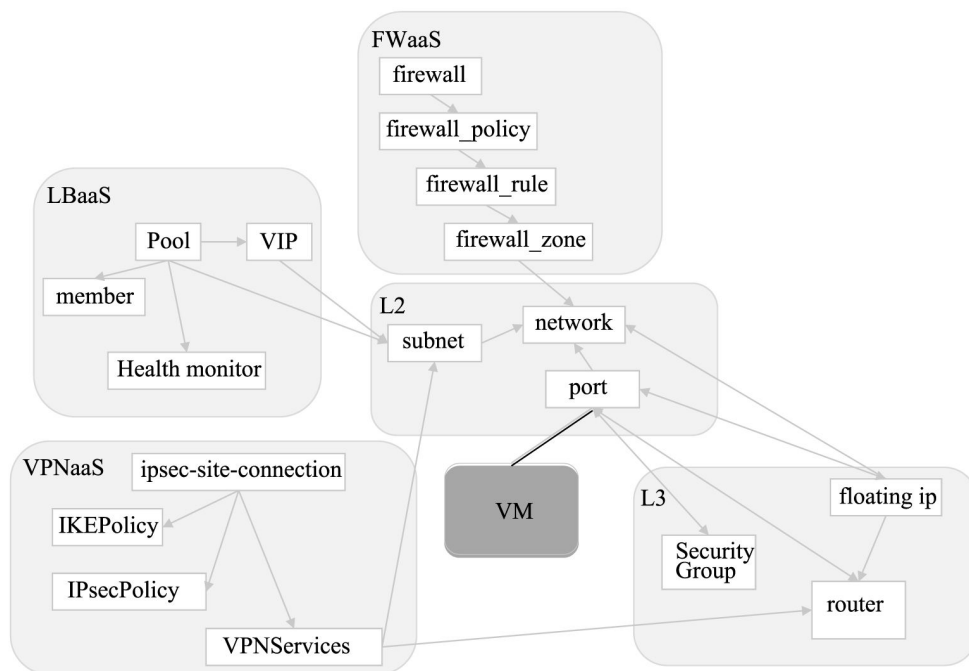 FWaaS
firewall
firewall_policy
firewall_rule
firewall_zone
LBaaS
Pool
VIP
member
Health monitor
L2
network
subnet
port
VPNaaS
ipsec-site-connection
IKEPolicy
IPsecPolicy
VPNServices
VM
L3
floating ip
Security
Group
router